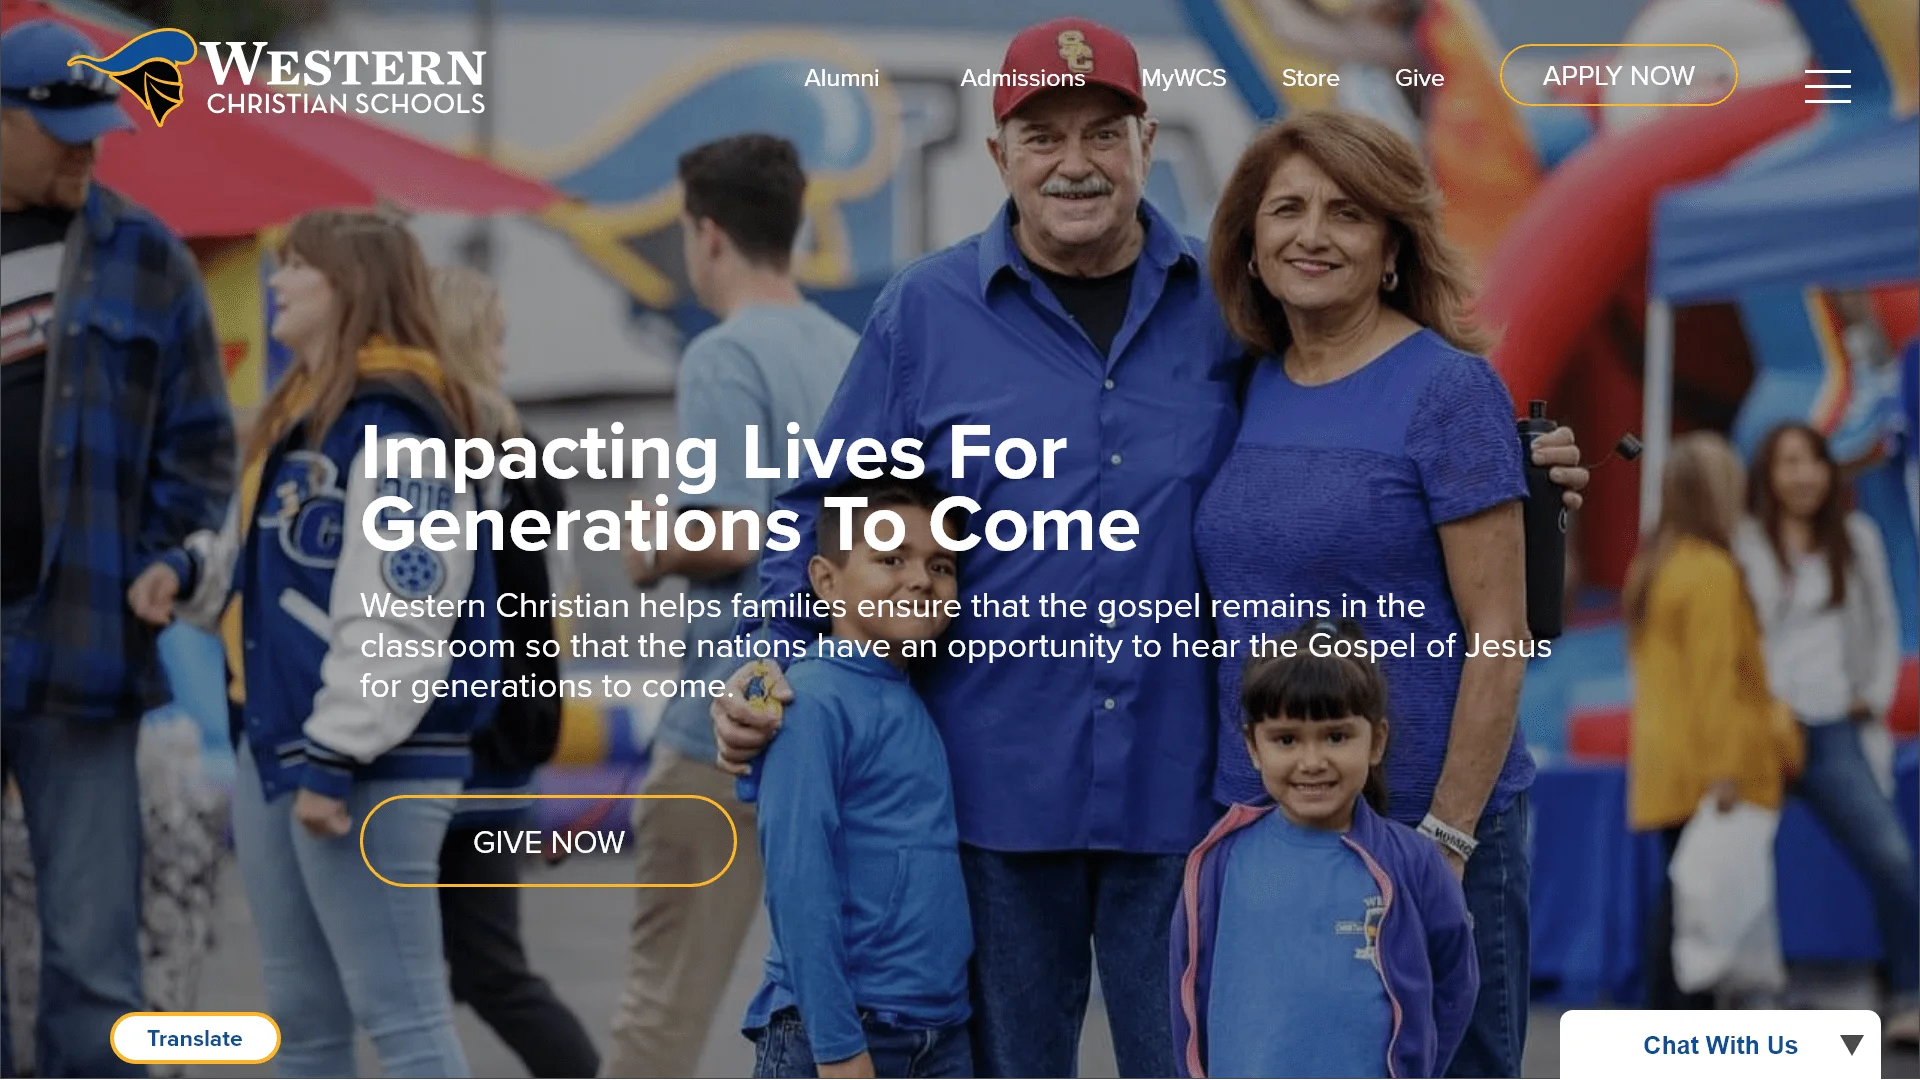 WESTERN
CHRISTIAN SCHOOLS
Alumni
Admissions
MyWCS
Store
Give
APPLY NOW
SC
Impacting Lives For
Generations To Come
2018
C
Western Christian helps families ensure that the gospel remains in the
classroom so that the nations have an opportunity to hear the Gospel of Jesus
for generations to come.
GIVE NOW
Translate
Chat With Us